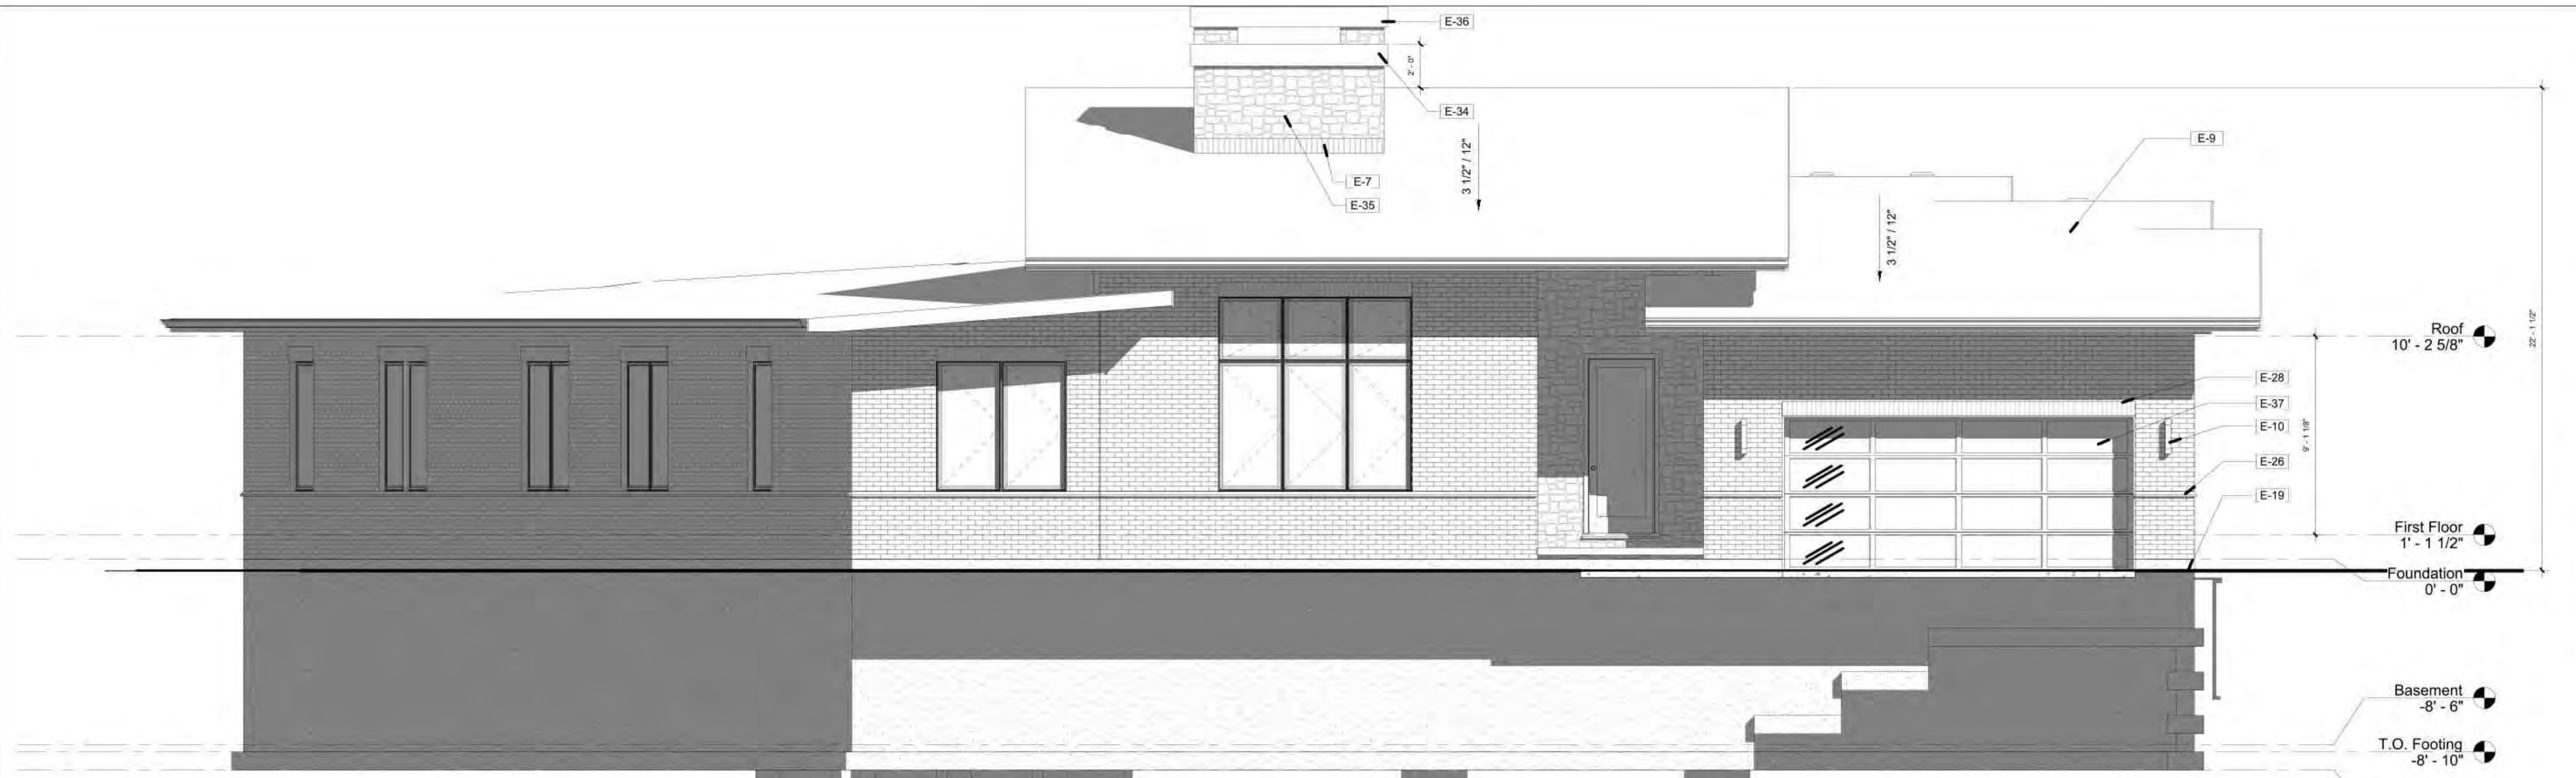 E-36
2' - 0"
E-34
E-9
3 1/2" / 12"
E-7
E-35
3 1/2" / 12"
22' - 1 1/2"
Roof
10' - 2 5/8"
E-28
E-37
E-10
9' - 1 1/8"
E-26
E-19
First Floor
1' - 1 1/2"
Foundation
0' - 0"
Basement
-8' - 6"
T.O. Footing
-8' - 10"